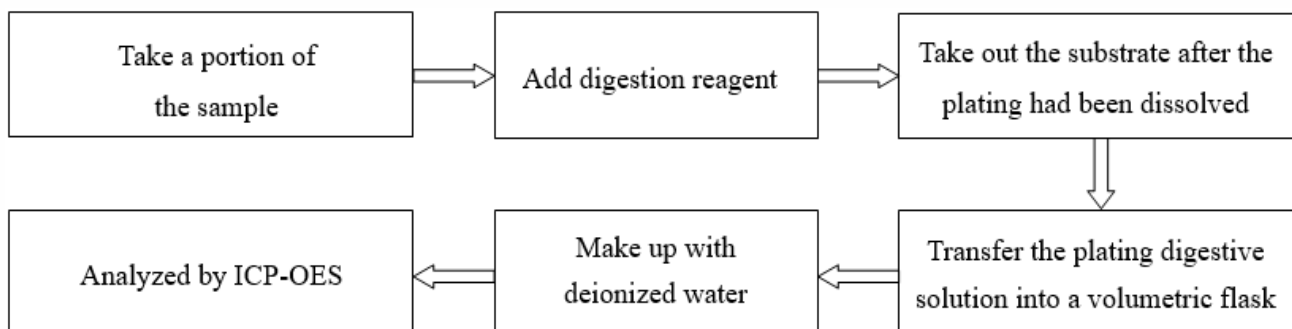 Take a portion of
the sample
Add digestion reagent
Take out the substrate after the
plating had been dissolved
Transfer the plating digestive
solution into a volumetric flask
Make up with
deionized water
Analyzed by ICP-OES